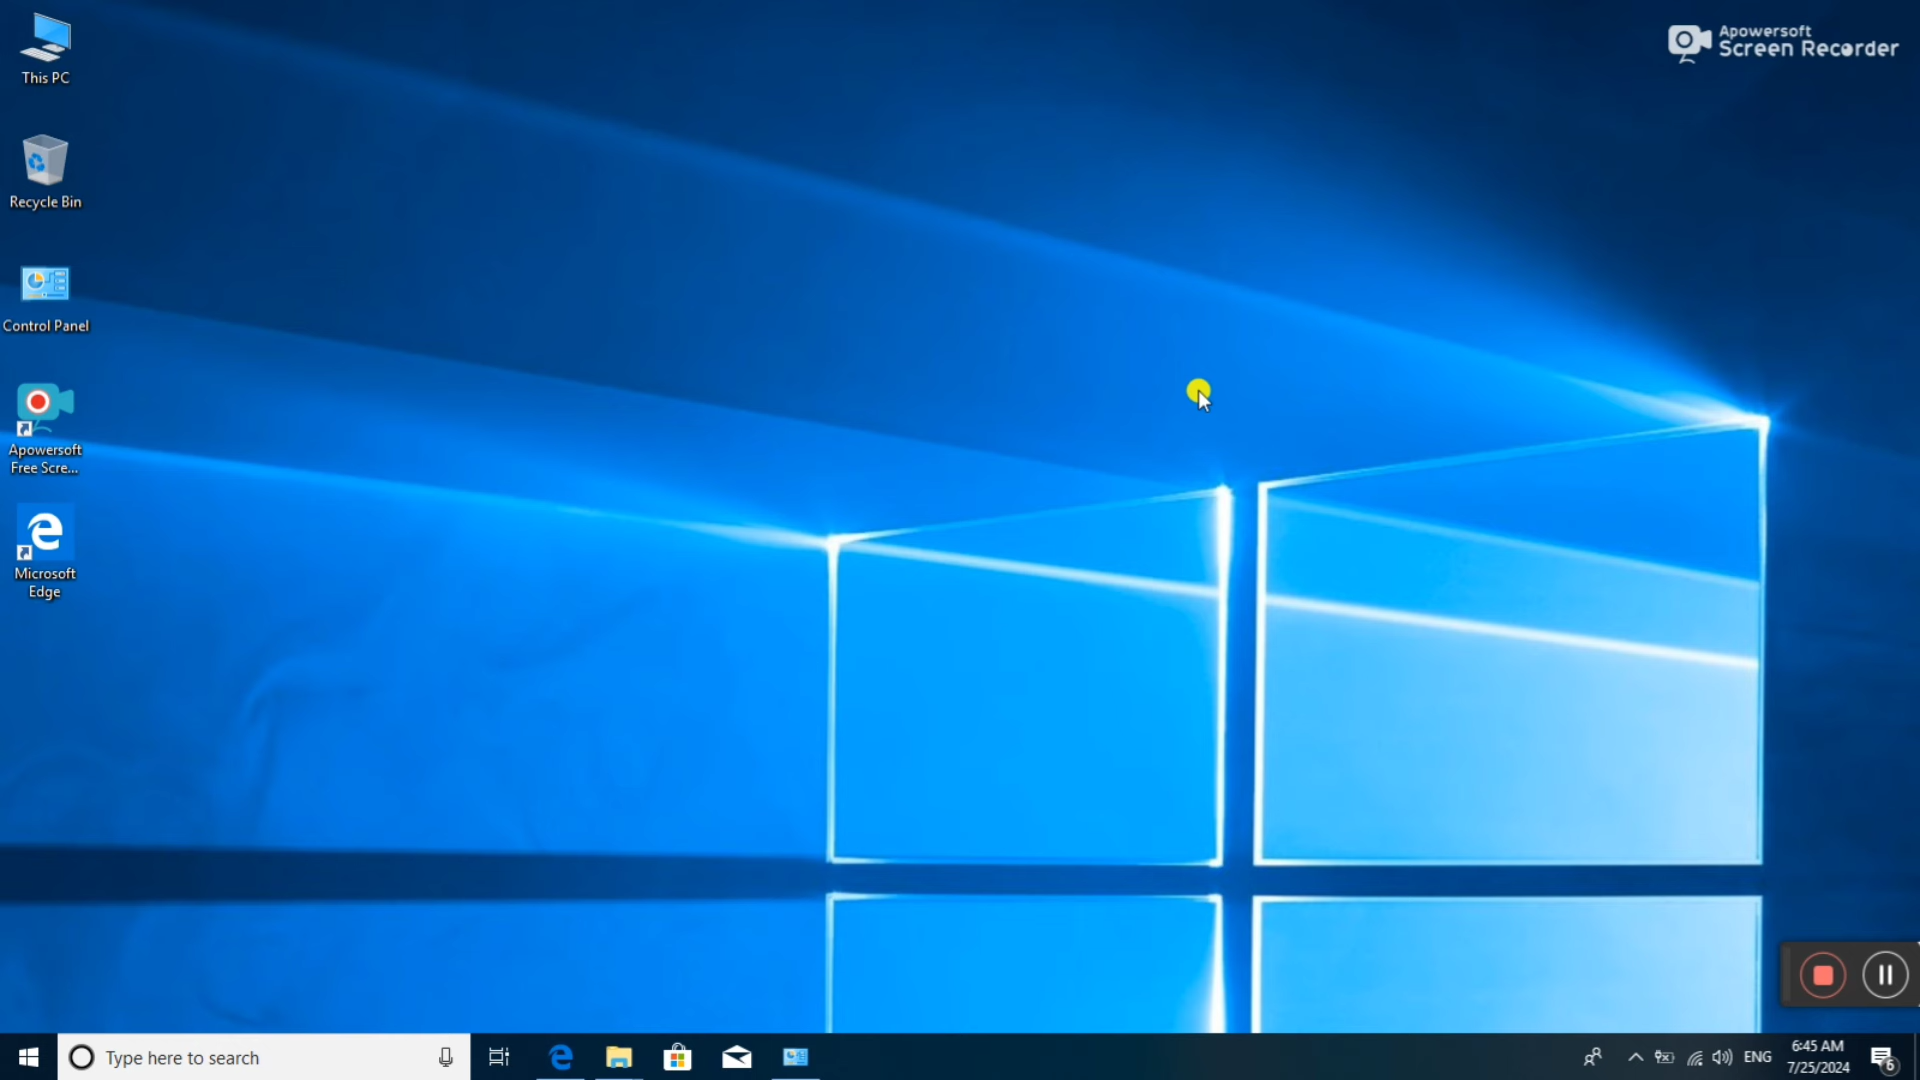 Apowersoft
Screen Recorder
This PC
Recycle Bin
Control Panel
Apowersoft
Free Scre...
Microsoft
Edge
Type here to search
ENG
6:45 AM
7/25/2024
6